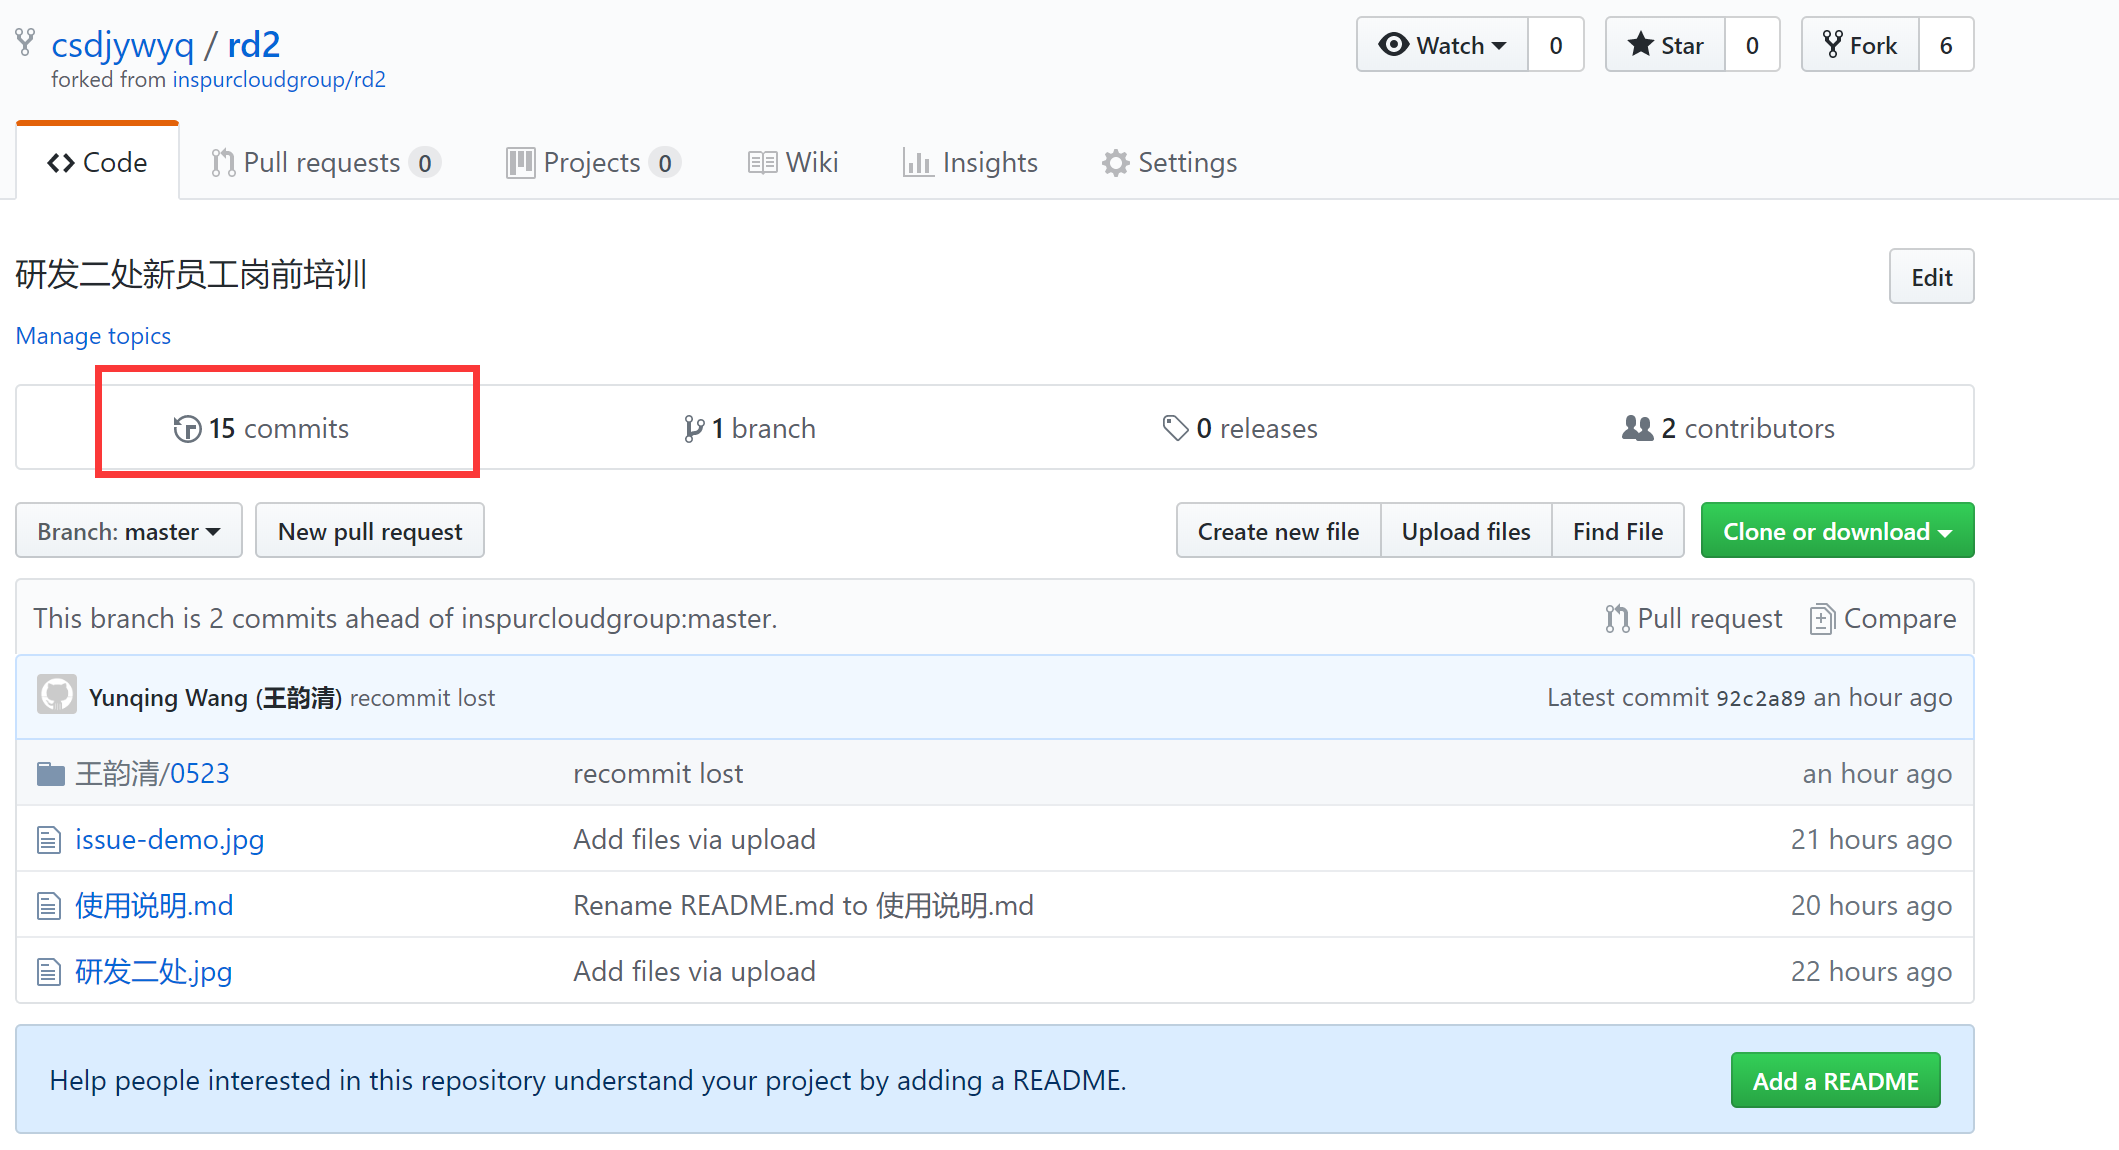 csdjywyq / rd2
forked from inspurcloudgroup/rd2
Watch 0 Star 0 Fork 6
Code Pull requests 0 Projects 0 Wiki Insights Settings
研发二处新员工岗前培训
Edit
Manage topics
15 commits 1 branch 0 releases 2 contributors
Branch: master New pull request Create new file Upload files Find File Clone or download
This branch is 2 commits ahead of inspurcloudgroup:master. Pull request Compare
Yunqing Wang (王韵清) recommit lost Latest commit 92c2a89 an hour ago
王韵清/0523 recommit lost an hour ago
issue-demo.jpg Add files via upload 21 hours ago
使用说明.md Rename README.md to 使用说明.md 20 hours ago
研发二处.jpg Add files via upload 22 hours ago
Help people interested in this repository understand your project by adding a README. Add a README